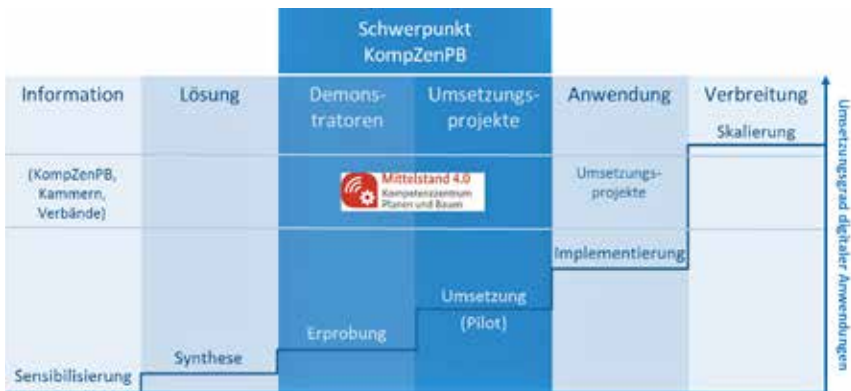 Schwerpunkt
KompZenPB
Information
Lösung
Demons-
tratoren
Umsetzungs-
projekte
Anwendung
Verbreitung
Skalierung
(KompZenPB,
Kammern,
Verbände)
Mittelstand 4.0
Kompetenzzentrum
Planen und Bauen
Umsetzungs-
projekte
Implementierung
Umsetzung
(Pilot)
Erprobung
Synthese
Sensibilisierung
Umsetzungsgrad digitaler Anwendungen